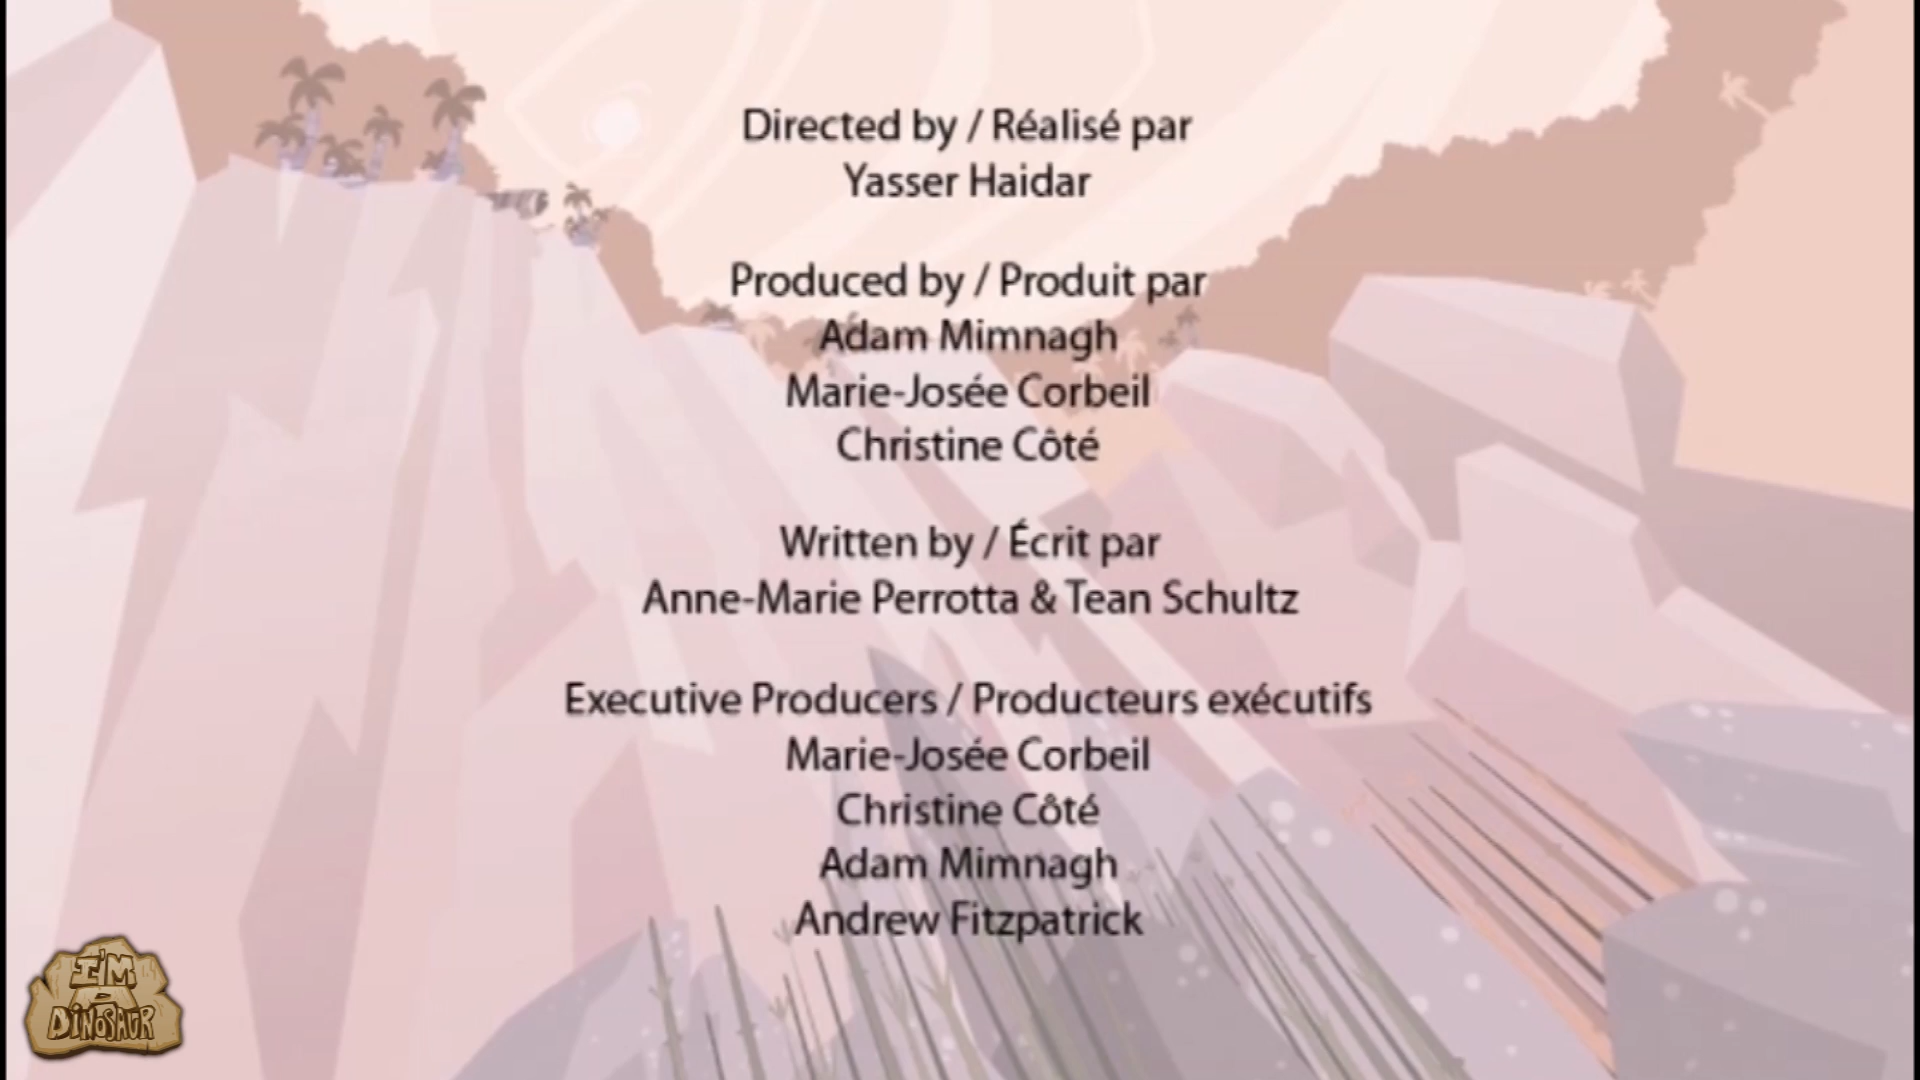 Directed by / Réalisé par
Yasser Haidar
Produced by / Produit par
Adam Mimnagh
Marie-Josée Corbeil
Christine Côté
Written by / Écrit par
Anne-Marie Perrotta & Tean Schultz
Executive Producers / Producteurs exécutifs
Marie-Josée Corbeil
Christine Côté
Adam Mimnagh
Andrew Fitzpatrick
I'M
A
DINOSAUR